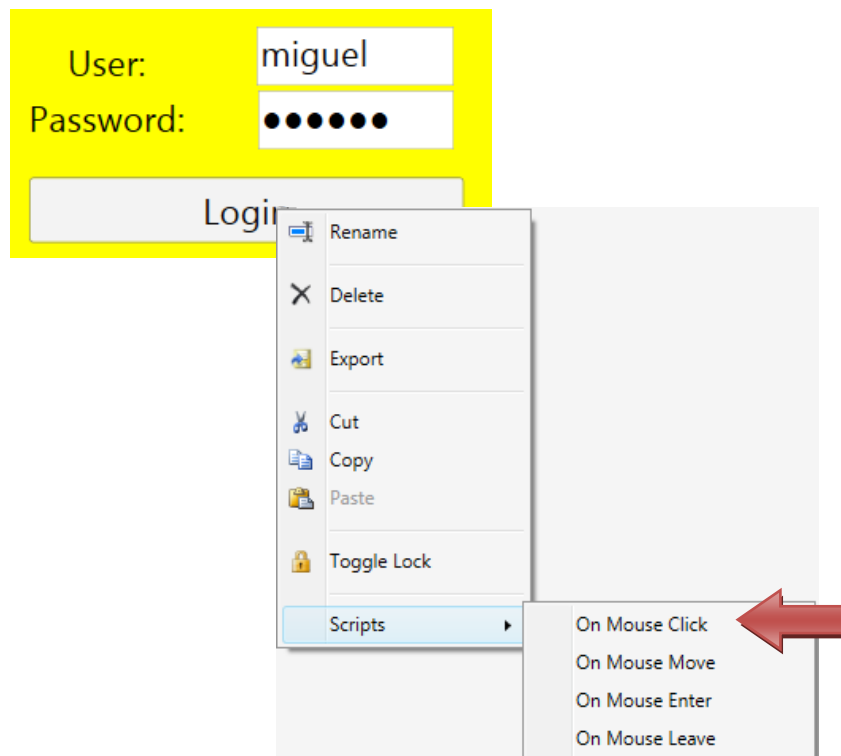 User: miguel
Password: ●●●●●●
Login
Rename
Delete
Export
Cut
Copy
Paste
Toggle Lock
Scripts
On Mouse Click
On Mouse Move
On Mouse Enter
On Mouse Leave